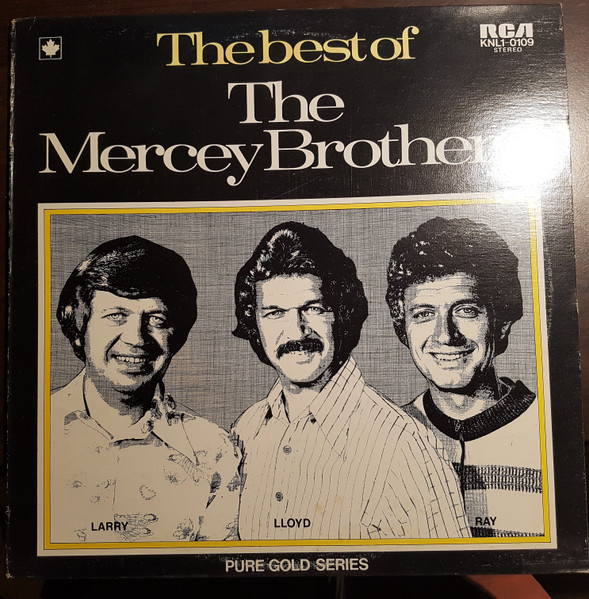 The best of
RCA
KNL1-0109
STEREO
The
Mercey Brother
LARRY
LLOYD
RAY
PURE GOLD SERIES